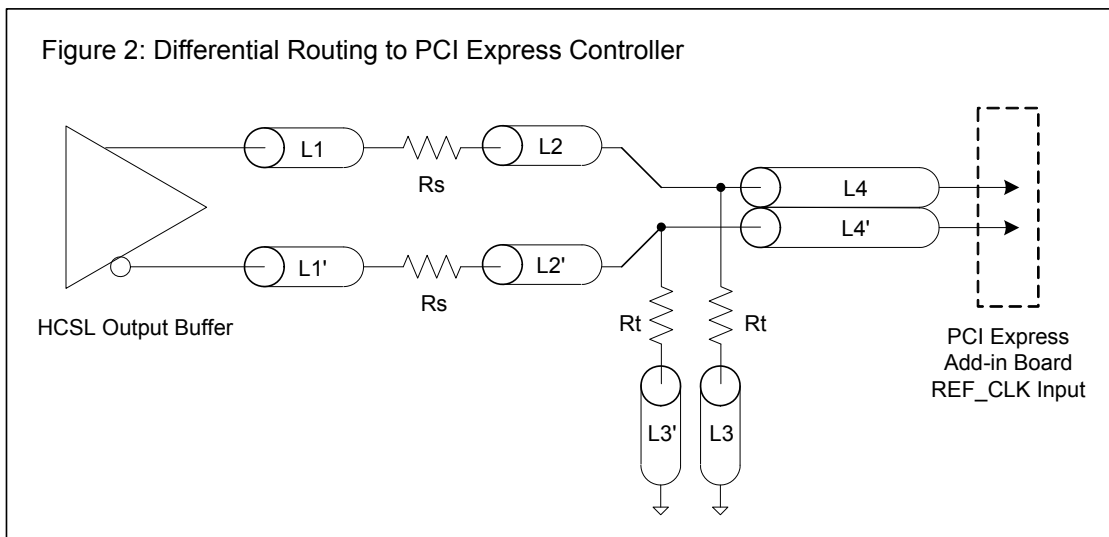 Figure 2: Differential Routing to PCI Express Controller
L1
Rs
L2
L4
L4'
L1'
Rs
L2'
HCSL Output Buffer
Rt
Rt
L3'
L3
PCI Express
Add-in Board
REF_CLK Input